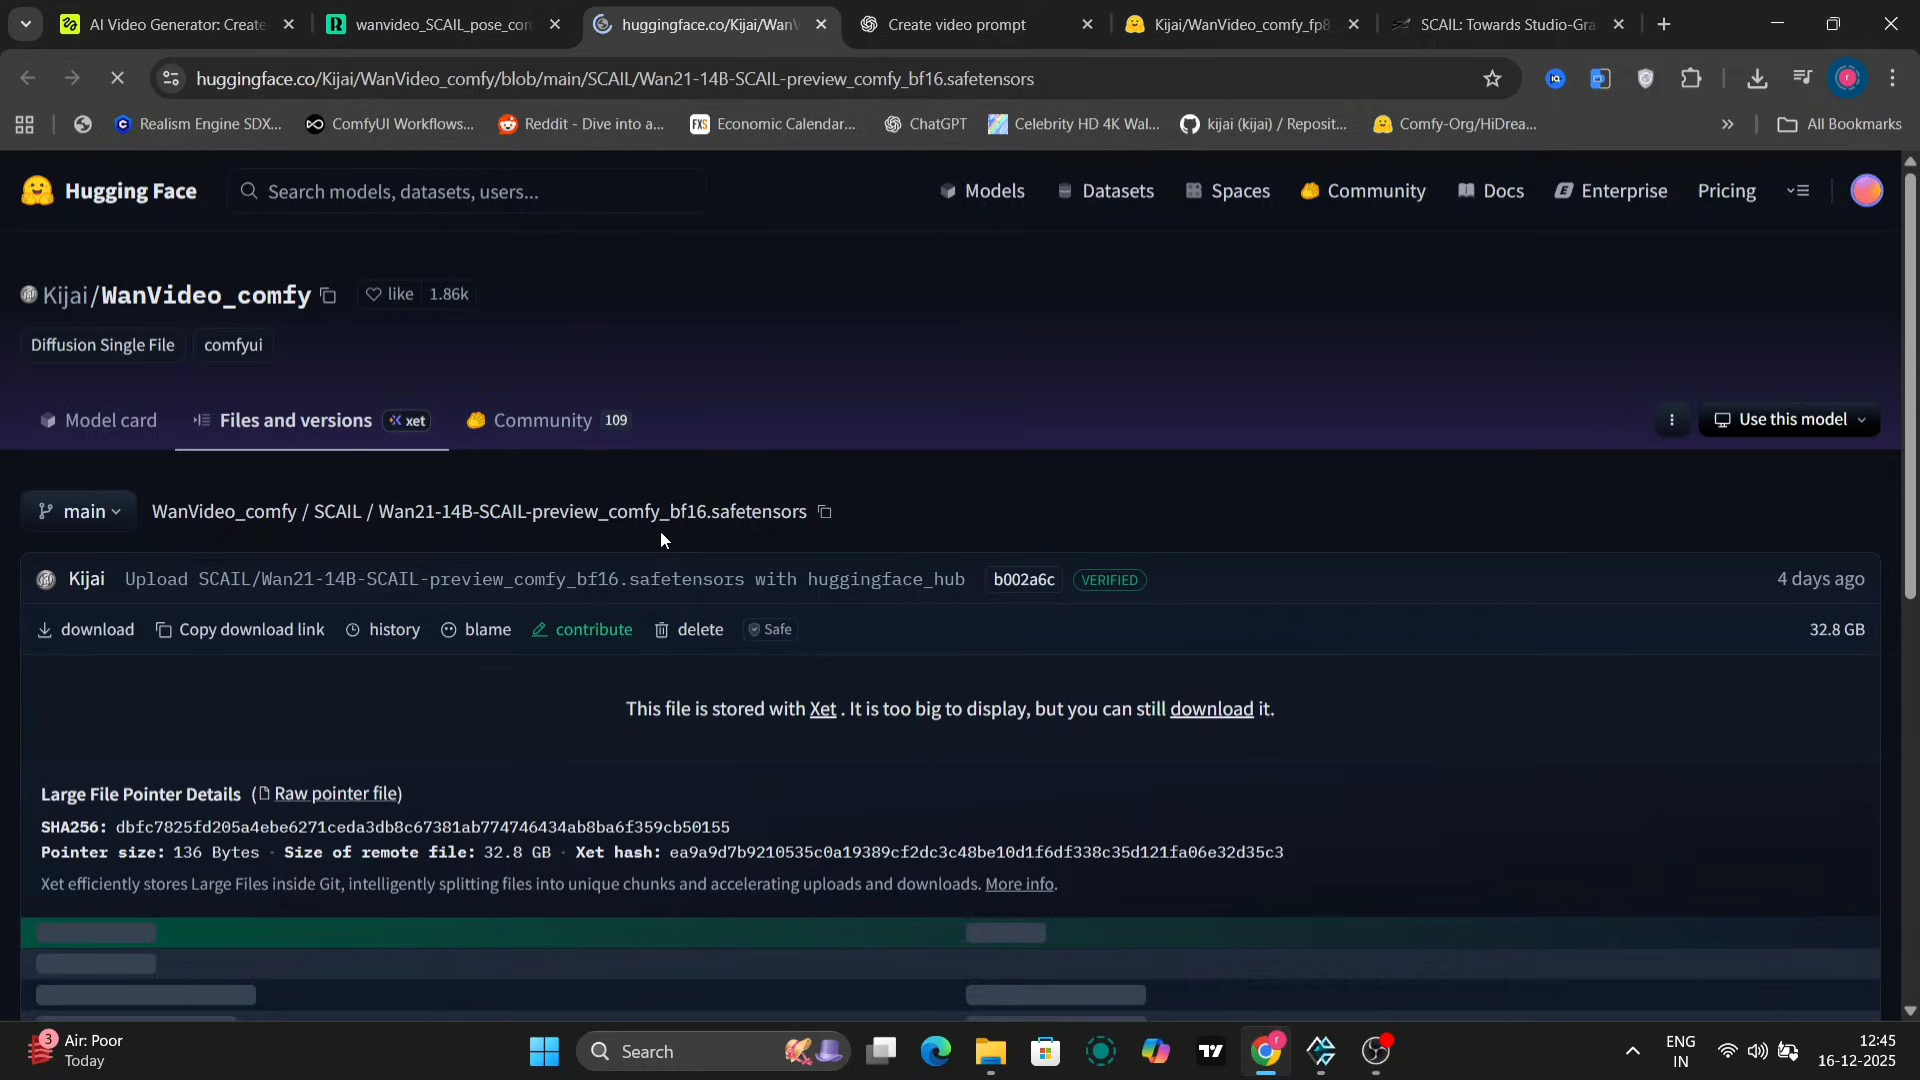 AI Video Generator: Create
wanvideo_SCAIL_pose_con
huggingface.co/Kijai/Wan
Create video prompt
Kijai/WanVideo_comfy_fp8
SCAIL: Towards Studio-Gra
huggingface.co/Kijai/WanVideo_comfy/blob/main/SCAIL/Wan21-14B-SCAIL-preview_comfy_bf16.safetensors
Realism Engine SDX...
ComfyUI Workflows...
Reddit - Dive into a...
Economic Calendar...
ChatGPT
Celebrity HD 4K Wal...
kijai (kijai) / Reposit...
Comfy-Org/HiDrea...
All Bookmarks
Hugging Face
Search models, datasets, users...
Models
Datasets
Spaces
Community
Docs
Enterprise
Pricing
Kijai/WanVideo_comfy
like 1.86k
Diffusion Single File
comfyui
Model card
Files and versions xet
Community 109
Use this model
main
WanVideo_comfy / SCAIL / Wan21-14B-SCAIL-preview_comfy_bf16.safetensors
Kijai Upload SCAIL/Wan21-14B-SCAIL-preview_comfy_bf16.safetensors with huggingface_hub b002a6c VERIFIED 4 days ago
download Copy download link history blame contribute delete Safe 32.8 GB
This file is stored with Xet . It is too big to display, but you can still download it.
Large File Pointer Details ( Raw pointer file)
SHA256: dbfc7825fd205a4ebe6271ceda3db8c67381ab774746434ab8ba6f359cb50155
Pointer size: 136 Bytes · Size of remote file: 32.8 GB · Xet hash: ea9a9d7b9210535c0a19389cf2dc3c48be10d1f6df338c35d121fa06e32d35c3
Xet efficiently stores Large Files inside Git, intelligently splitting files into unique chunks and accelerating uploads and downloads. More info.
3
Air: Poor
Today
Search
ENG
IN
12:45
16-12-2025